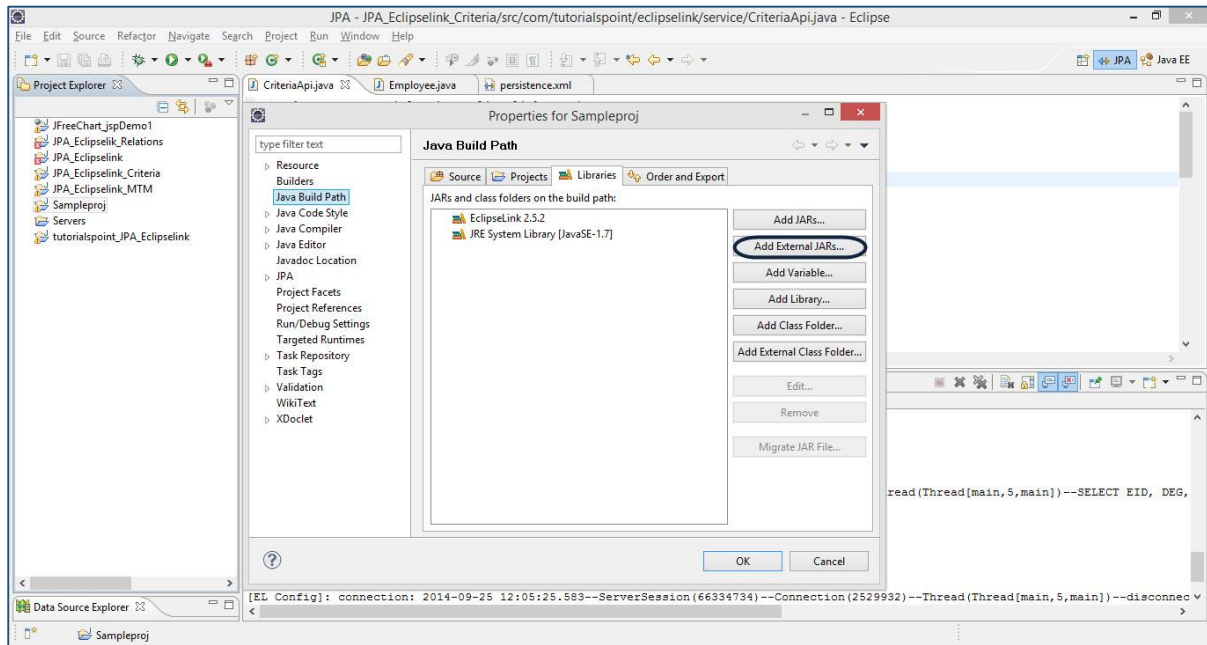 JPA - JPA_Eclipselink_Criteria/src/com/tutorialspoint/eclipselink/service/CriteriaApi.java - Eclipse
File Edit Source Refactor Navigate Search Project Run Window Help
JPA Java EE
Project Explorer
CriteriaApi.java Employee.java persistence.xml
JFreeChart_jspDemo1
JPA_Eclipselik_Relations
JPA_Eclipselink
JPA_Eclipselink_Criteria
JPA_Eclipselink_MTM
Sampleproj
Servers
tutorialspoint_JPA_Eclipselink
Properties for Sampleproj
type filter text
Resource
Builders
Java Build Path
Java Code Style
Java Compiler
Java Editor
Javadoc Location
JPA
Project Facets
Project References
Run/Debug Settings
Targeted Runtimes
Task Repository
Task Tags
Validation
WikiText
XDoclet
Java Build Path
Source Projects Libraries Order and Export
JARs and class folders on the build path:
EclipseLink 2.5.2
JRE System Library [JavaSE-1.7]
Add JARs...
Add External JARs...
Add Variable...
Add Library...
Add Class Folder...
Add External Class Folder...
Edit...
Remove
Migrate JAR File...
OK Cancel
read(Thread[main,5,main])--SELECT EID, DEG,
[EL Config]: connection: 2014-09-25 12:05:25.583--ServerSession(66334734)--Connection(2529932)--Thread(Thread[main,5,main])--disconnec
Data Source Explorer
Sampleproj